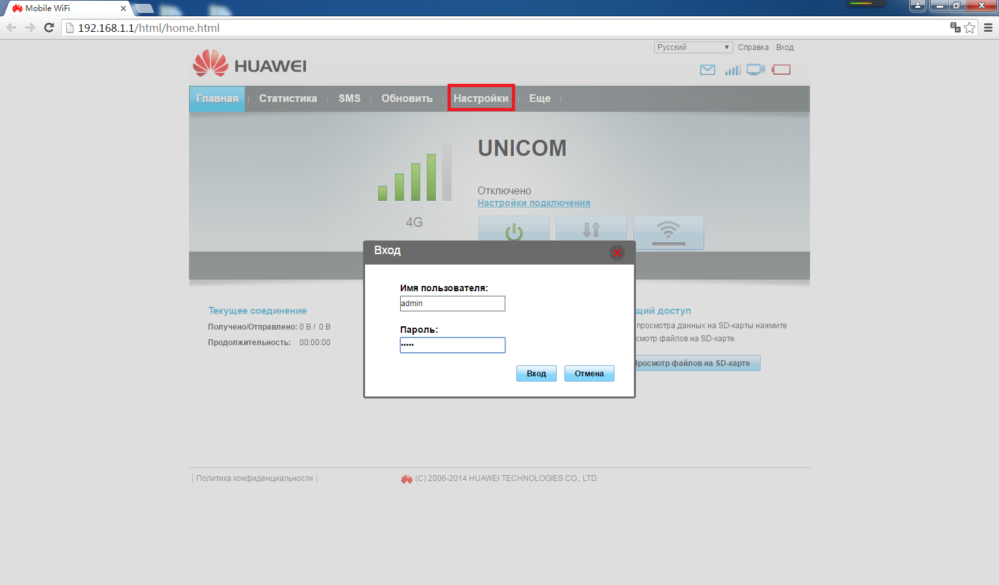 Mobile WiFi
192.168.1.1/html/home.html
Русский Справка Вход
HUAWEI
Главная Статистика SMS Обновить Настройки Еще
UNICOM
Отключено
Настройки подключения
4G
Вход
Имя пользователя:
admin
Пароль:
•••••
Вход Отмена
Текущее соединение
Получено/Отправлено: 0 B / 0 B
Продолжительность: 00:00:00
щий доступ
просмотра данных на SD-карты нажмите
смотр файлов на SD-карте.
росмотр файлов на SD-карте
Политика конфиденциальности
(C) 2006-2014 HUAWEI TECHNOLOGIES CO., LTD.